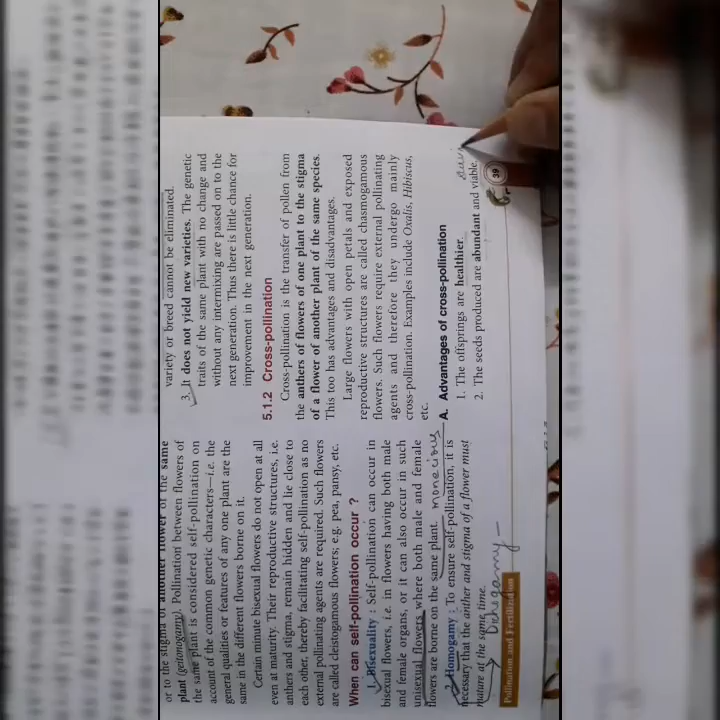 or to the stigma of another flower of the same
plant (geitonogamy). Pollination between flowers of
the same plant is considered self-pollination on
account of the common genetic characters—i.e. the
general qualities or features of any one plant are the
same in the different flowers borne on it.
Certain minute bisexual flowers do not open at all
even at maturity. Their reproductive structures, i.e.
anthers and stigma, remain hidden and lie close to
each other, thereby facilitating self-pollination as no
external pollinating agents are required. Such flowers
are called cleistogamous flowers; e.g. pea, pansy, etc.
When can self-pollination occur ?
1. Bisexuality : Self-pollination can occur in
bisexual flowers, i.e. in flowers having both male
and female organs, or it can also occur in such
unisexual flowers where both male and female
flowers are borne on the same plant. monecious
2. Homogamy : To ensure self-pollination, it is
necessary that the anther and stigma of a flower must
mature at the same time.
Pollination and Fertilization
variety or breed cannot be eliminated.
3. It does not yield new varieties. The genetic
traits of the same plant with no change and
without any intermixing are passed on to the
next generation. Thus there is little chance for
improvement in the next generation.
5.1.2 Cross-pollination
Cross-pollination is the transfer of pollen from
the anthers of flowers of one plant to the stigma
of a flower of another plant of the same species.
This too has advantages and disadvantages.
Large flowers with open petals and exposed
reproductive structures are called chasmogamous
flowers. Such flowers require external pollinating
agents and therefore they undergo mainly
cross-pollination. Examples include Oxalis, Hibiscus,
etc.
A. Advantages of cross-pollination
1. The offsprings are healthier.
2. The seeds produced are abundant and viable.
39